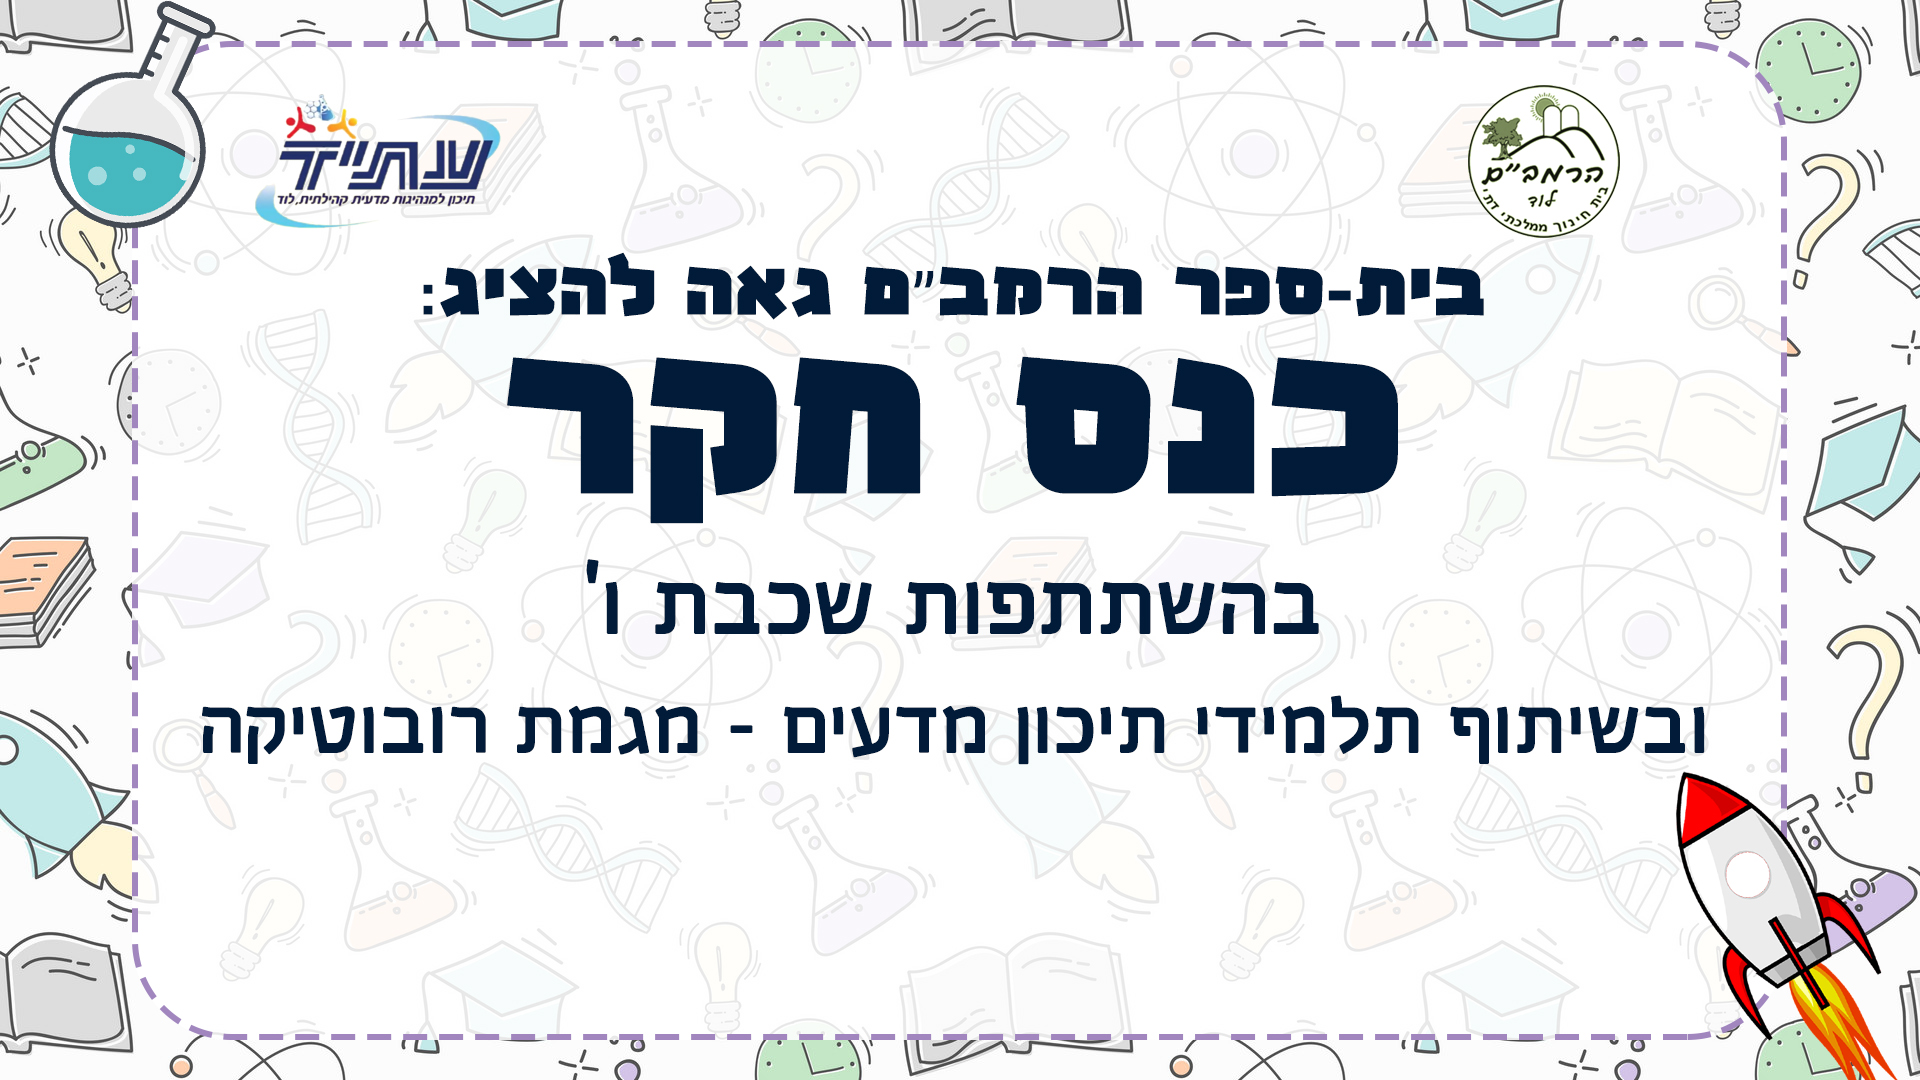 עתי"ד
תיכון למנהיגות מדעית קהילתית, לוד
הרמב"ם
לוד
בית חינוך ממלכתי דתי
בית-ספר הרמב"ם גאה להציג:
כנס חקר
בהשתתפות שכבת ו'
ובשיתוף תלמידי תיכון מדעים - מגמת רובוטיקה